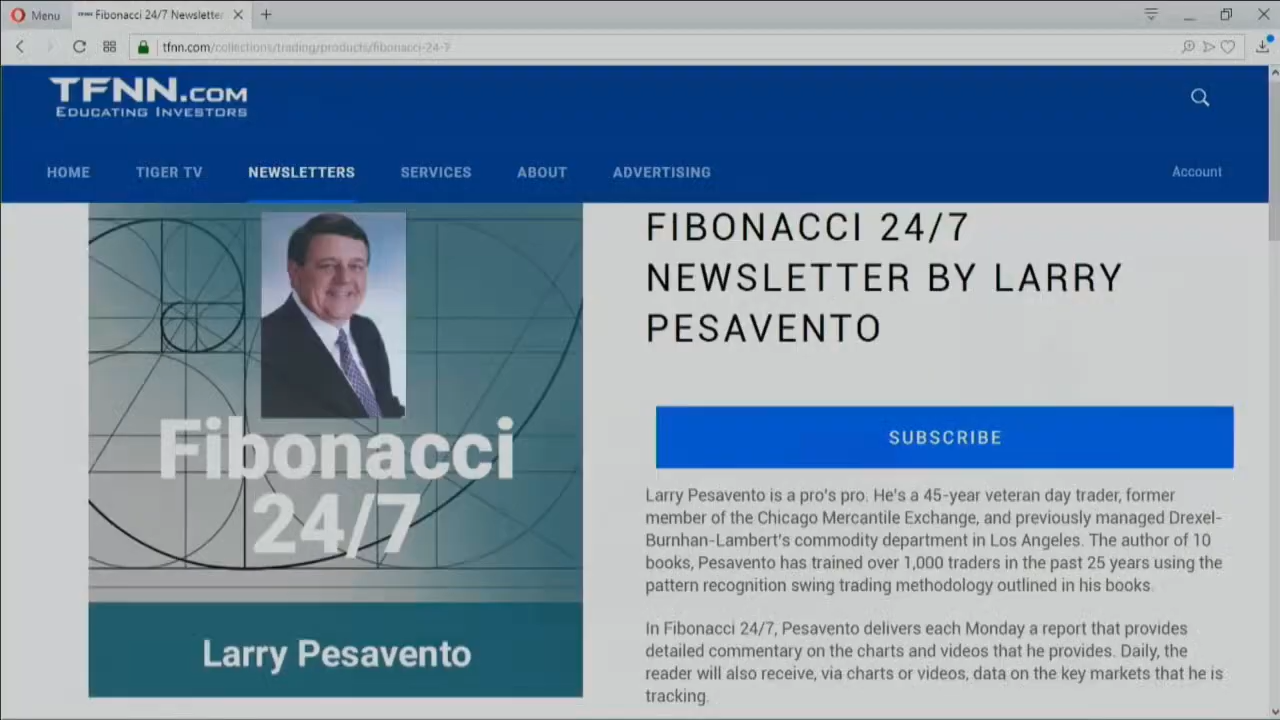 Menu
Fibonacci 24/7 Newsletter
tfnn.com/collections/trading/products/fibonacci-24-7
TFNN.COM
EDUCATING INVESTORS
HOME
TIGER TV
NEWSLETTERS
SERVICES
ABOUT
ADVERTISING
Account
Fibonacci
24/7
Larry Pesavento
FIBONACCI 24/7
NEWSLETTER BY LARRY
PESAVENTO
SUBSCRIBE
Larry Pesavento is a pro's pro. He's a 45-year veteran day trader, former
member of the Chicago Mercantile Exchange, and previously managed Drexel-
Burnhan-Lambert's commodity department in Los Angeles. The author of 10
books, Pesavento has trained over 1,000 traders in the past 25 years using the
pattern recognition swing trading methodology outlined in his books.
In Fibonacci 24/7, Pesavento delivers each Monday a report that provides
detailed commentary on the charts and videos that he provides. Daily, the
reader will also receive, via charts or videos, data on the key markets that he is
tracking.